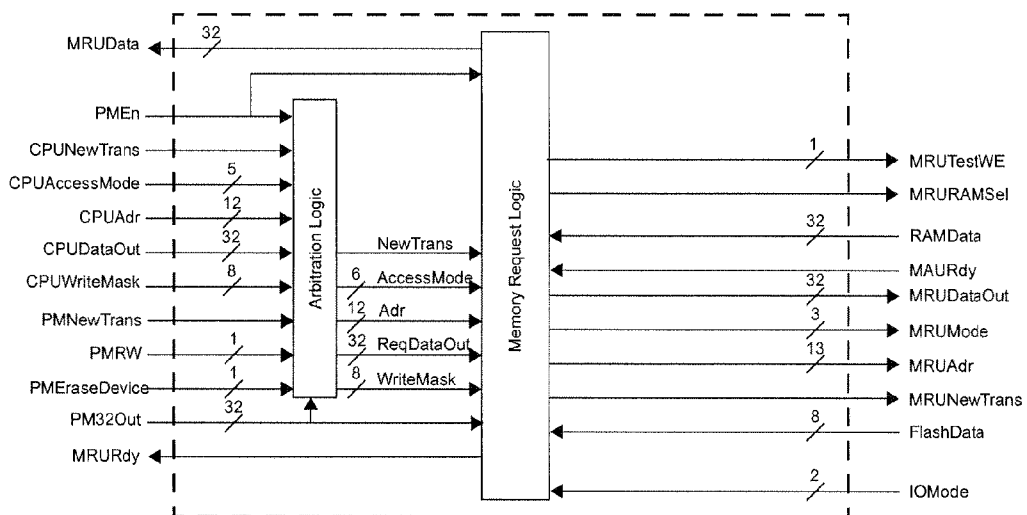 MRUData
32
PMEn
CPUNewTrans
CPUAccessMode
5
CPUAdr
12
CPUDataOut
32
CPUWriteMask
8
PMNewTrans
PMRW
1
PMEraseDevice
1
PM32Out
32
MRURdy
Arbitration Logic
NewTrans
6 AccessMode
12 Adr
32 ReqDataOut
8 WriteMask
Memory Request Logic
1
MRUTestWE
MRURAMSel
32
RAMData
MAURdy
32
MRUDataOut
3
MRUMode
13
MRUAdr
MRUNewTrans
8
FlashData
2
IOMode